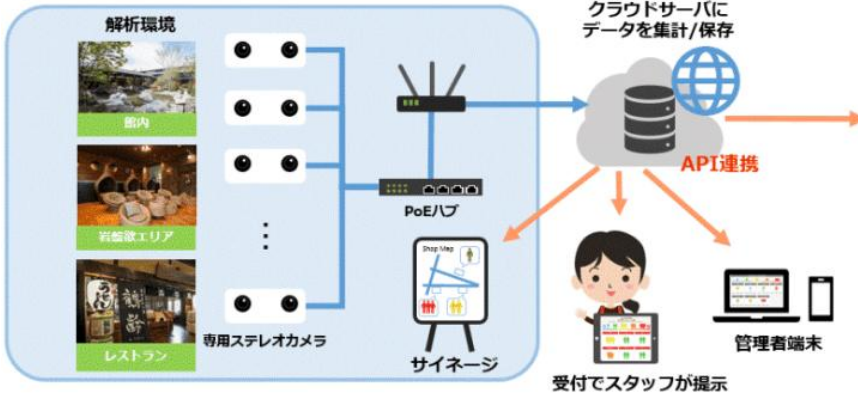 解析環境
館内
岩盤欲エリア
レストラン
専用ステレオカメラ
PoEハブ
Shop Map
サイネージ
クラウドサーバに
データを集計/保存
API連携
受付でスタッフが提示
管理者端末